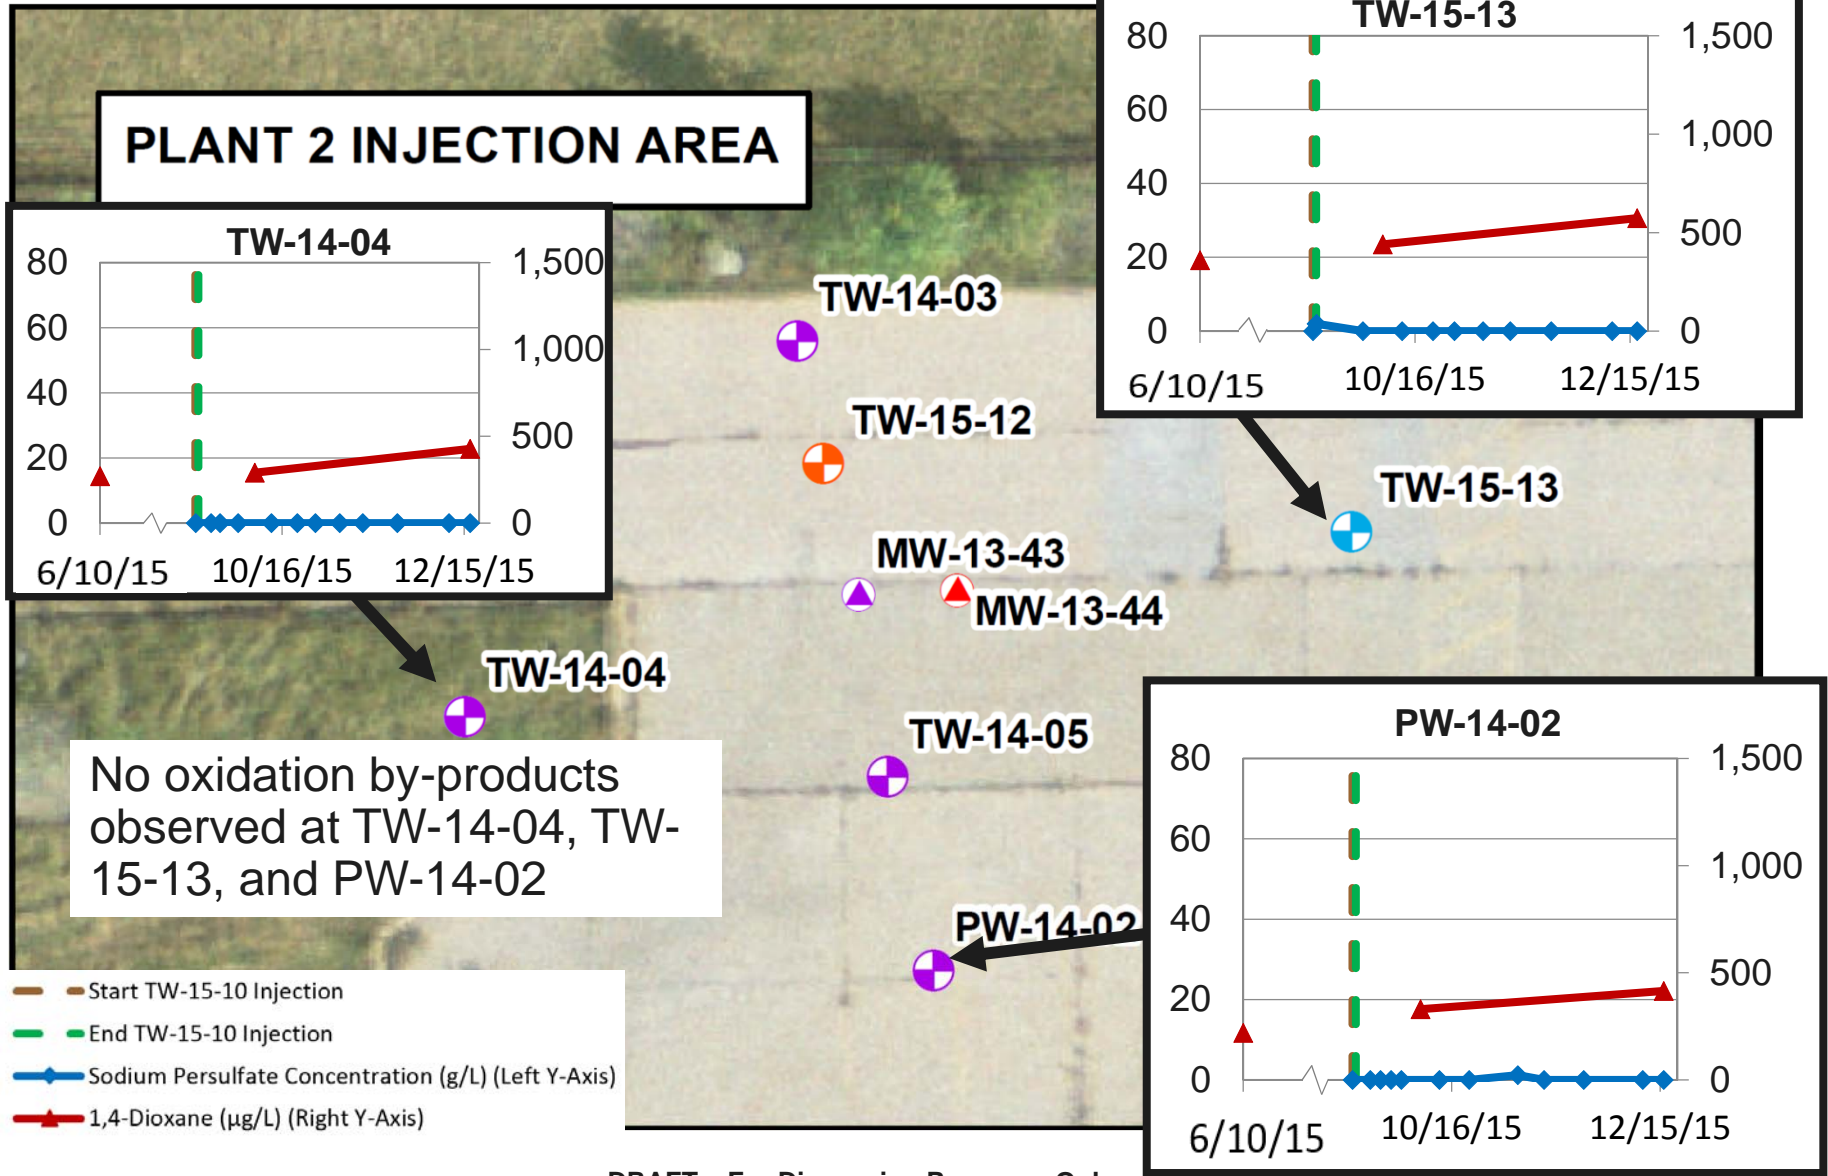 PLANT 2 INJECTION AREA
TW-14-04
80
60
40
20
0
1,500
1,000
500
0
6/10/15
10/16/15
12/15/15
TW-15-13
80
60
40
20
0
1,500
1,000
500
0
6/10/15
10/16/15
12/15/15
TW-14-03
TW-15-12
TW-15-13
MW-13-43
MW-13-44
TW-14-04
TW-14-05
PW-14-02
No oxidation by-products
observed at TW-14-04, TW-
15-13, and PW-14-02
PW-14-02
80
60
40
20
0
1,500
1,000
500
0
6/10/15
10/16/15
12/15/15
Start TW-15-10 Injection
End TW-15-10 Injection
Sodium Persulfate Concentration (g/L) (Left Y-Axis)
1,4-Dioxane (µg/L) (Right Y-Axis)